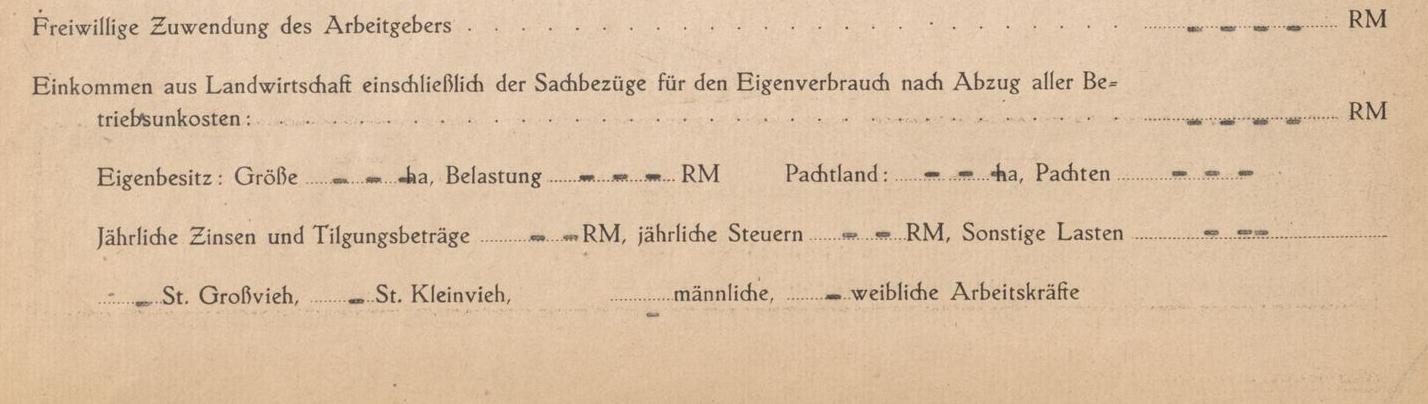 Freiwillige Zuwendung des Arbeitgebers . . . . . . . . . . . . . . . . . . . . . . . . - - - - RM
Einkommen aus Landwirtschaft einschließlich der Sachbezüge für den Eigenverbrauch nach Abzug aller Be=
triebsunkosten: . . . . . . . . . . . . . . . . . . . . . . . . . . . . . . . - - - - RM
Eigenbesitz: Größe ..... - - -ha, Belastung ..... - - - .. RM Pachtland: ..... - - -ha, Pachten ........ - - -
Jährliche Zinsen und Tilgungsbeträge ....... - - RM, jährliche Steuern ..... - - ..RM, Sonstige Lasten .......... - -- ................
...... - .St. Großvieh, ...... - ..St. Kleinvieh, .......... - männliche, ...... - ..weibliche Arbeitskräfte